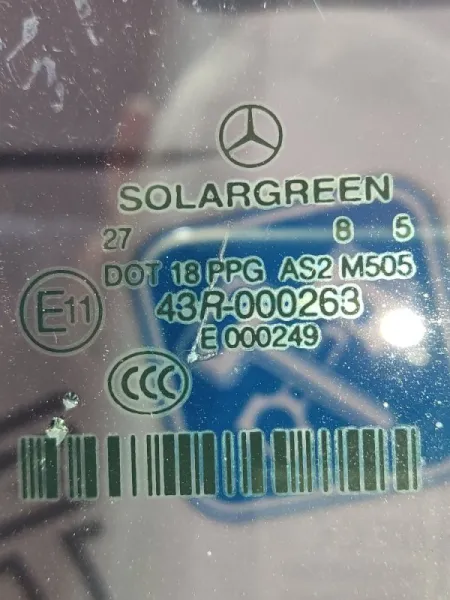 SOLARGREEN
27 8 5
DOT 18 PPG AS2 M505
E11 43R-000263
E 000249
CCC